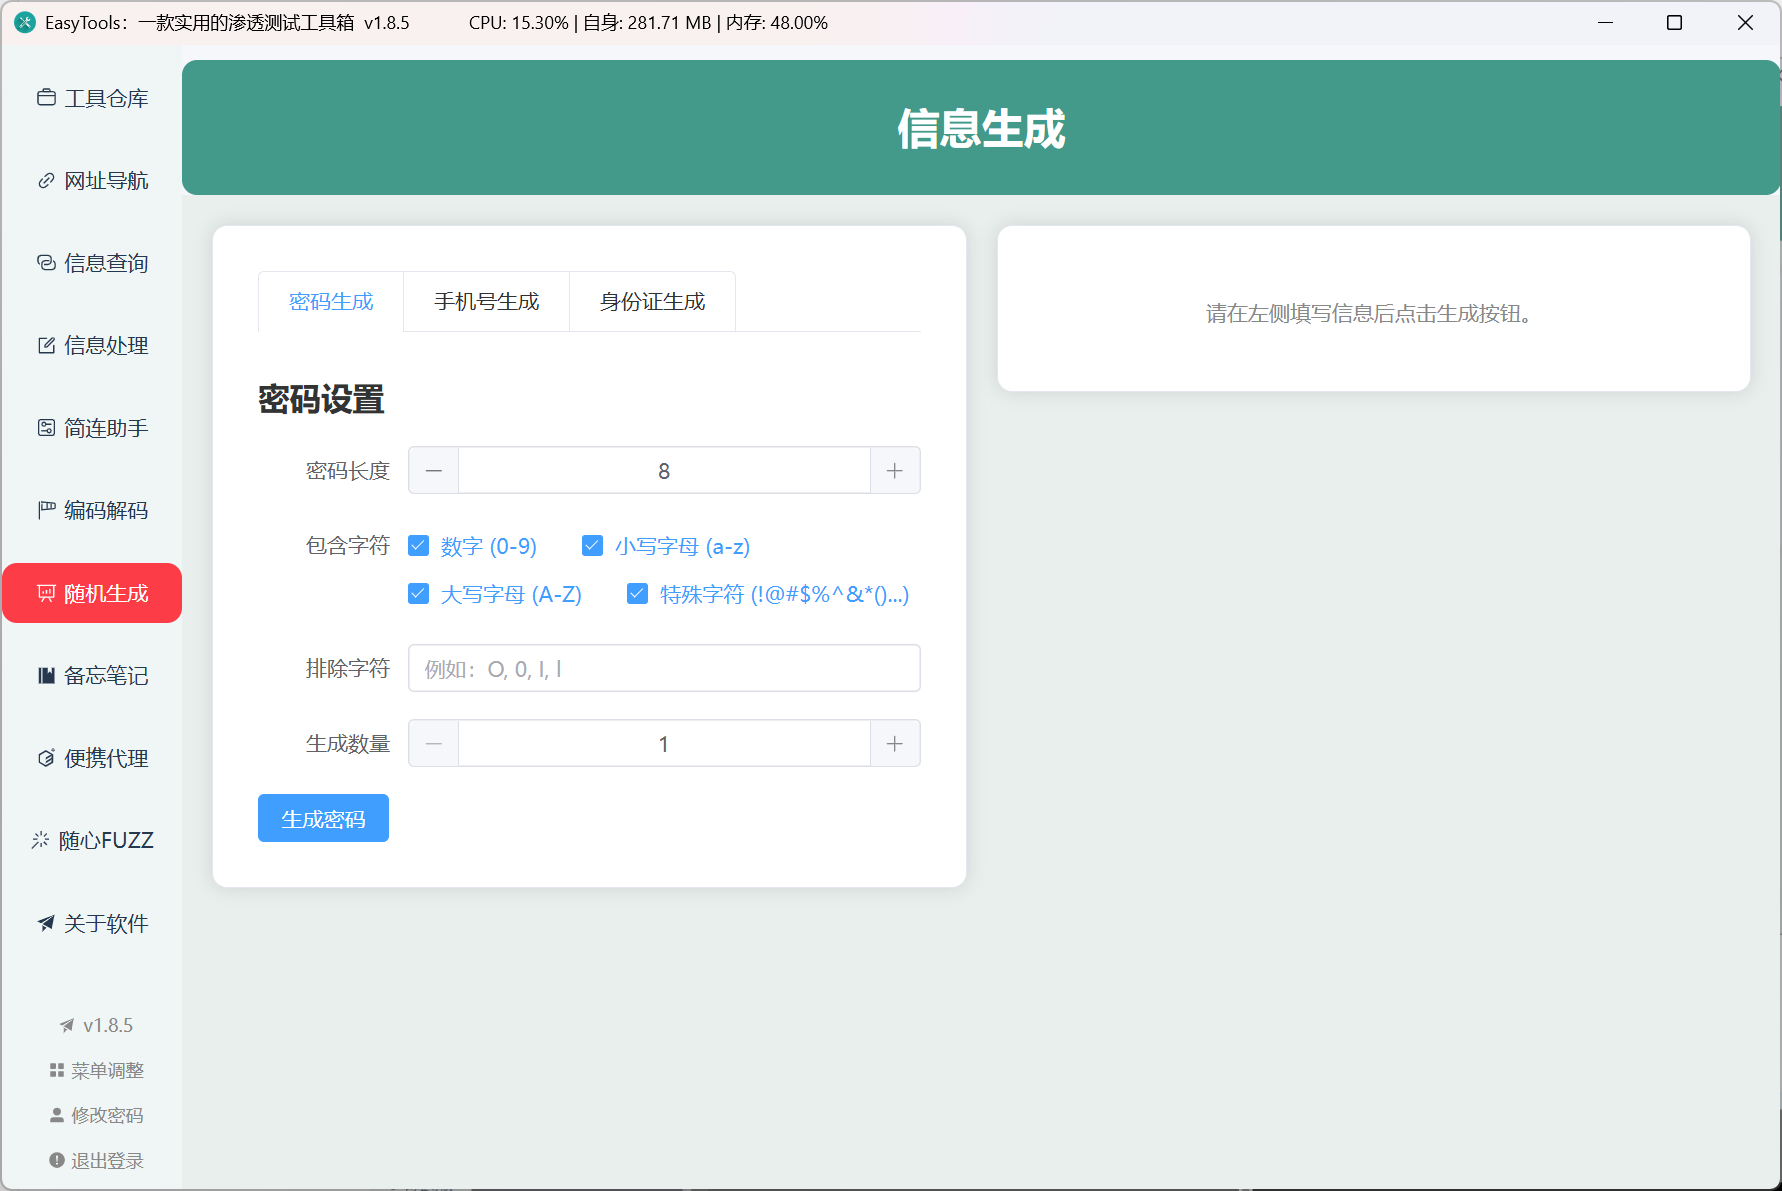 EasyTools：一款实用的渗透测试工具箱 v1.8.5 CPU: 15.30% | 自身: 281.71 MB | 内存: 48.00%
工具仓库
网址导航
信息查询
信息处理
简连助手
编码解码
随机生成
备忘笔记
便携代理
随心FUZZ
关于软件
v1.8.5
菜单调整
修改密码
退出登录
信息生成
密码生成 手机号生成 身份证生成
密码设置
密码长度 8
包含字符 数字 (0-9) 小写字母 (a-z)
大写字母 (A-Z) 特殊字符 (!@#$%^&*()...)
排除字符 例如：O, 0, I, l
生成数量 1
生成密码
请在左侧填写信息后点击生成按钮。